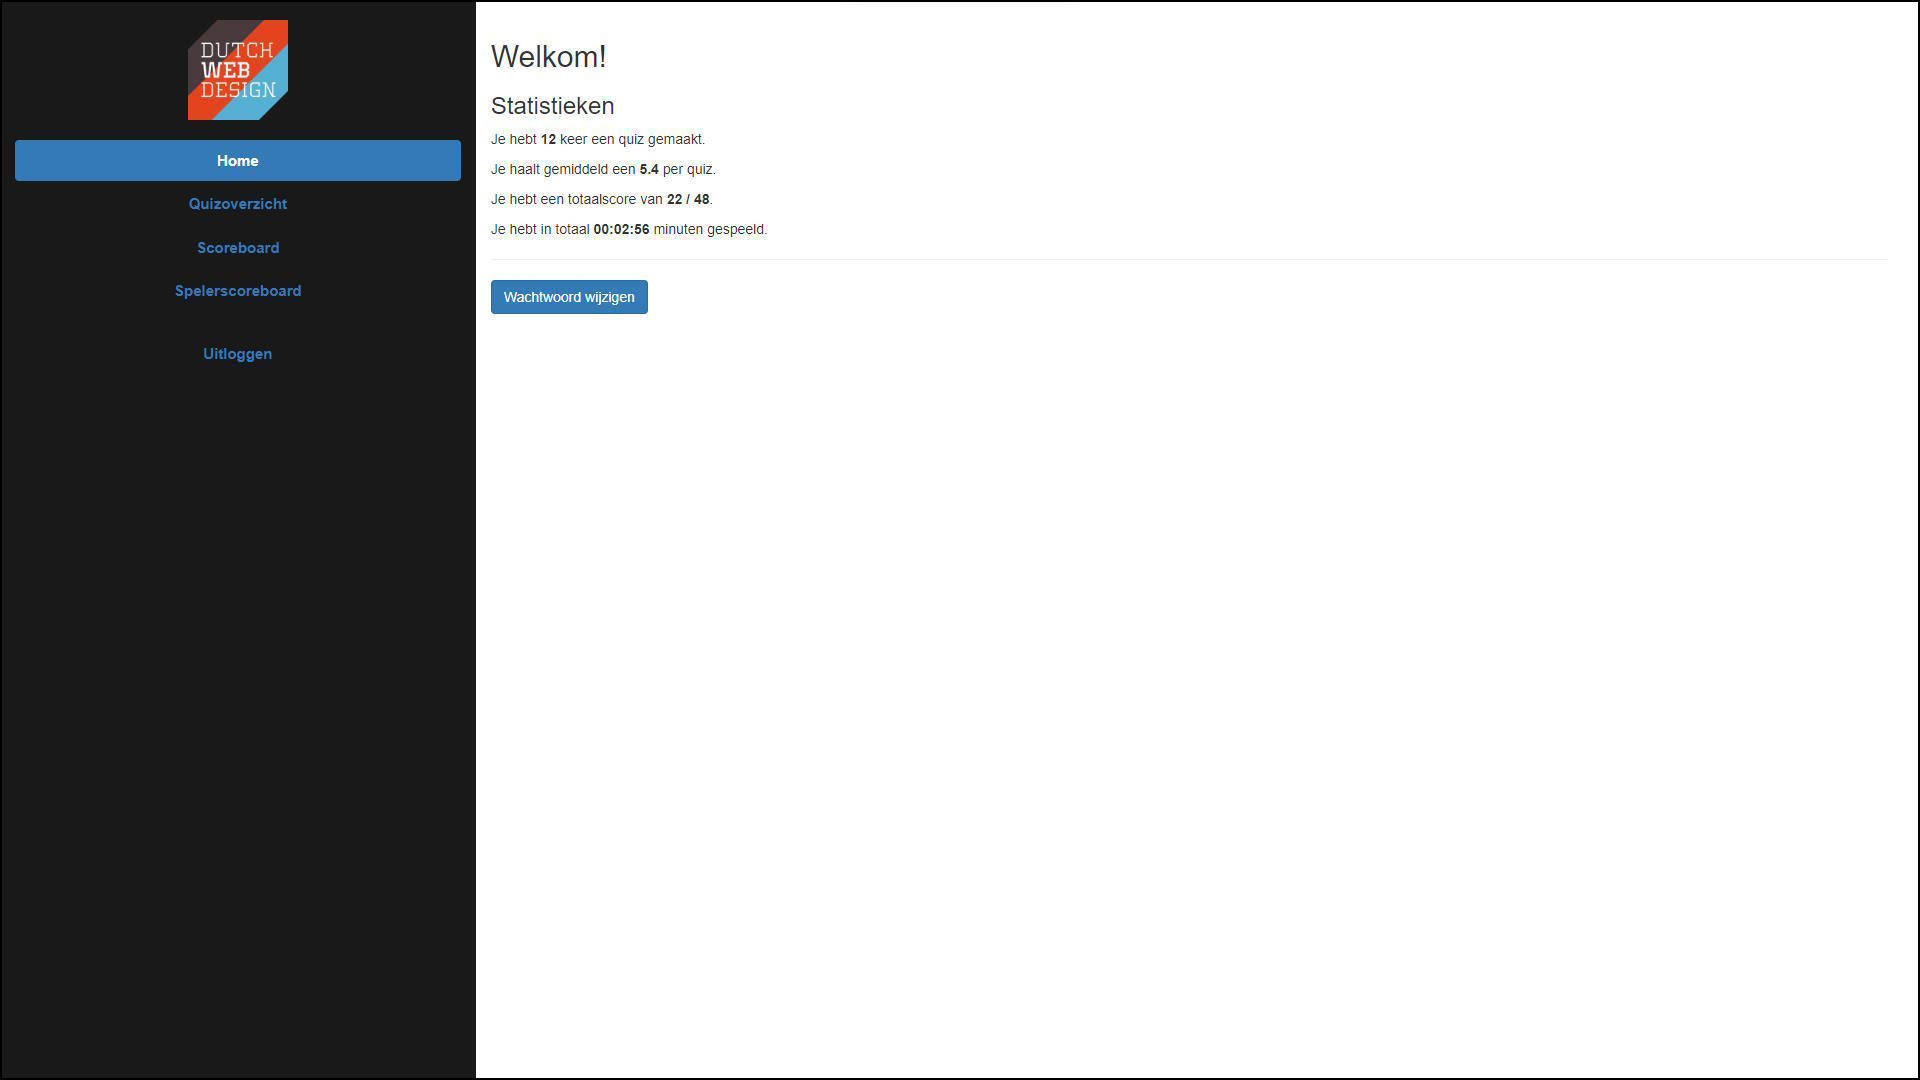 DUTCH
WEB
DESIGN
Home
Quizoverzicht
Scoreboard
Spelerscoreboard
Uitloggen
Welkom!
Statistieken
Je hebt 12 keer een quiz gemaakt.
Je haalt gemiddeld een 5.4 per quiz.
Je hebt een totaalscore van 22 / 48.
Je hebt in totaal 00:02:56 minuten gespeeld.
Wachtwoord wijzigen